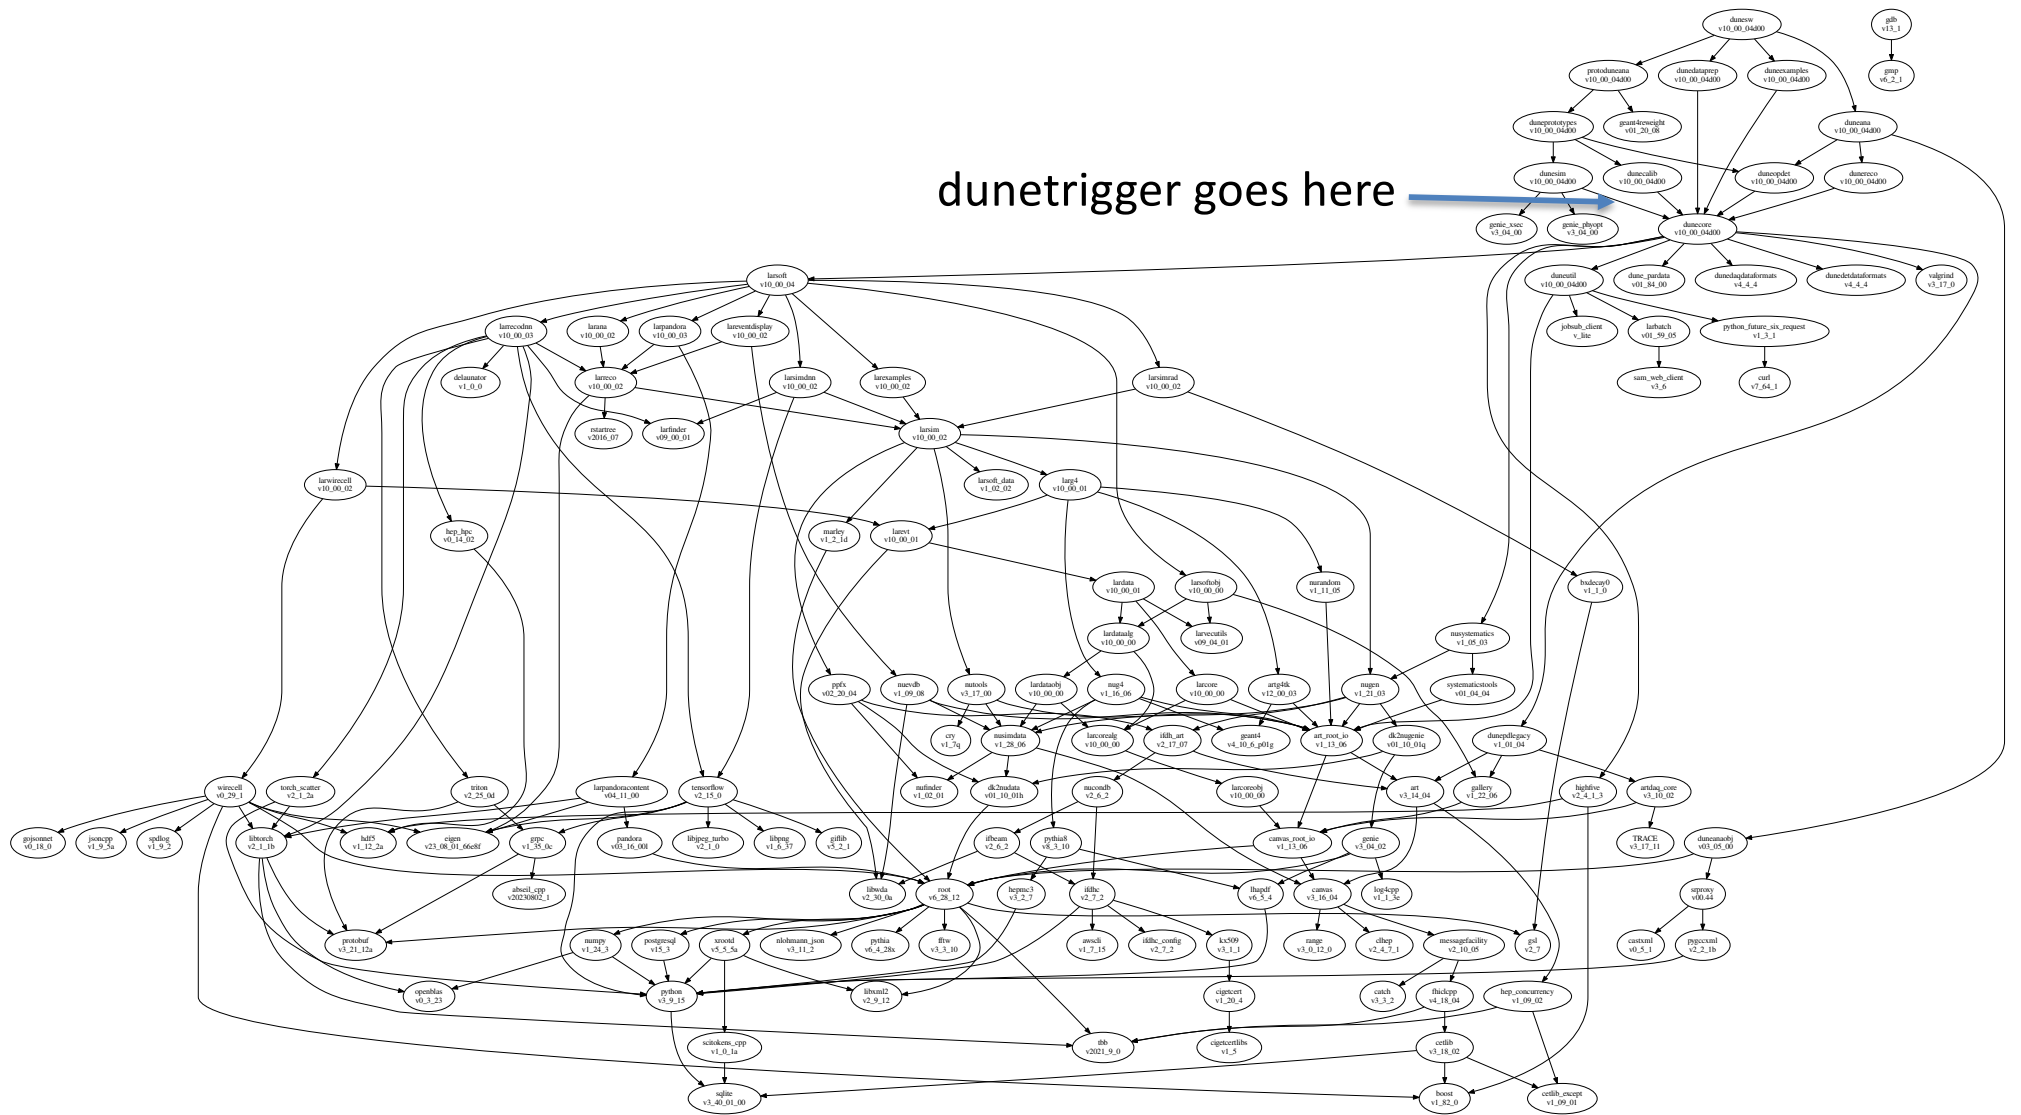 dunesw
v10_00_04d00
gdb
v13_1
protoduneana
v10_00_04d00
dunedataprep
v10_00_04d00
duneexamples
v10_00_04d00
gmp
v6_2_1
duneprototypes
v10_00_04d00
geant4reweight
v01_20_08
duneana
v10_00_04d00
dunetrigger goes here
dunesim
v10_00_04d00
dunecalib
v10_00_04d00
duneopdet
v10_00_04d00
dunereco
v10_00_04d00
genie_xsec
v3_04_00
genie_phyopt
v3_04_00
dunecore
v10_00_04d00
larsoft
v10_00_04
duneutil
v10_00_04d00
dune_pardata
v01_84_00
dunedaqdataformats
v4_4_4
dunedetdataformats
v4_4_4
valgrind
v3_17_0
larrecodnn
v10_00_03
larana
v10_00_02
larpandora
v10_00_03
lareventdisplay
v10_00_02
jobsub_client
v_lite
larbatch
v01_59_05
python_future_six_request
v1_3_1
delaunator
v1_0_0
larreco
v10_00_02
larsimdnn
v10_00_02
larexamples
v10_00_02
larsimrad
v10_00_02
sam_web_client
v3_6
curl
v7_64_1
rstartree
v2016_07
larfinder
v09_00_01
larsim
v10_00_02
larwirecell
v10_00_02
larsoft_data
v1_02_02
larg4
v10_00_01
hep_hpc
v0_14_02
marley
v1_2_1d
larevt
v10_00_01
lardata
v10_00_01
larsoftobj
v10_00_00
nurandom
v1_11_05
bxdecay0
v1_1_0
lardataalg
v10_00_00
larvecutils
v09_04_01
nusystematics
v1_05_03
ppfx
v02_20_04
nuevdb
v1_09_08
nutools
v3_17_00
lardataobj
v10_00_00
nug4
v1_16_06
larcore
v10_00_00
artg4tk
v12_00_03
nugen
v1_21_03
systematicstools
v01_04_04
cry
v1_7q
nusimdata
v1_28_06
larcorealg
v10_00_00
ifdh_art
v2_17_07
geant4
v4_10_6_p01g
art_root_io
v1_13_06
dk2nugenie
v01_10_01q
dunepdlegacy
v1_01_04
wirecell
v0_29_1
torch_scatter
v2_1_2a
triton
v2_25_0d
larpandoracontent
v04_11_00
tensorflow
v2_15_0
nufinder
v1_02_01
dk2nudata
v01_10_01h
nucondb
v2_6_2
larcoreobj
v10_00_00
art
v3_14_04
gallery
v1_22_06
highfive
v2_4_1_3
artdaq_core
v3_10_02
gojsonnet
v0_18_0
jsoncpp
v1_9_5a
spdlog
v1_9_2
libtorch
v2_1_1b
hdf5
v1_12_2a
eigen
v23_08_01_66e8f
grpc
v1_35_0c
pandora
v03_16_00l
libjpeg_turbo
v2_1_0
libpng
v1_6_37
giflib
v5_2_1
ifbeam
v2_6_2
pythia8
v8_3_10
canvas_root_io
v1_13_06
genie
v3_04_02
TRACE
v3_17_11
duneanaobj
v03_05_00
abseil_cpp
v20230802_1
libwda
v2_30_0a
root
v6_28_12
hepmc3
v3_2_7
ifdhc
v2_7_2
lhapdf
v6_5_4
canvas
v3_16_04
log4cpp
v1_1_3e
srproxy
v00.44
protobuf
v3_21_12a
numpy
v1_24_3
postgresql
v15_3
xrootd
v5_5_5a
nlohmann_json
v3_11_2
pythia
v6_4_28x
fftw
v3_3_10
awscli
v1_7_15
ifdhc_config
v2_7_2
kx509
v3_1_1
range
v3_0_12_0
clhep
v2_4_7_1
messagefacility
v2_10_05
gsl
v2_7
castxml
v0_5_1
pygccxml
v2_2_1b
openblas
v0_3_23
python
v3_9_15
libxml2
v2_9_12
cigetcert
v1_20_4
catch
v3_3_2
fhiclcpp
v4_18_04
hep_concurrency
v1_09_02
scitokens_cpp
v1_0_1a
tbb
v2021_9_0
cigetcertlibs
v1_5
cetlib
v3_18_02
sqlite
v3_40_01_00
boost
v1_82_0
cetlib_except
v1_09_01